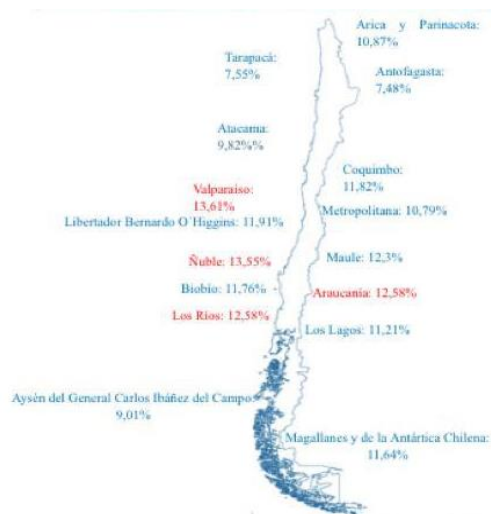 Arica y Parinacota:
10,87%
Tarapacá:
7,55%
Antofagasta:
7,48%
Atacama:
9,82%%
Coquimbo:
11,82%
Valparaíso:
13,61%
Metropolitana: 10,79%
Libertador Bernardo O´Higgins: 11,91%
Ñuble: 13,55%
Maule: 12,3%
Biobío: 11,76%
Araucanía: 12,58%
Los Ríos: 12,58%
Los Lagos: 11,21%
Aysén del General Carlos Ibáñez del Campo:
9,01%
Magallanes y de la Antártica Chilena:
11,64%